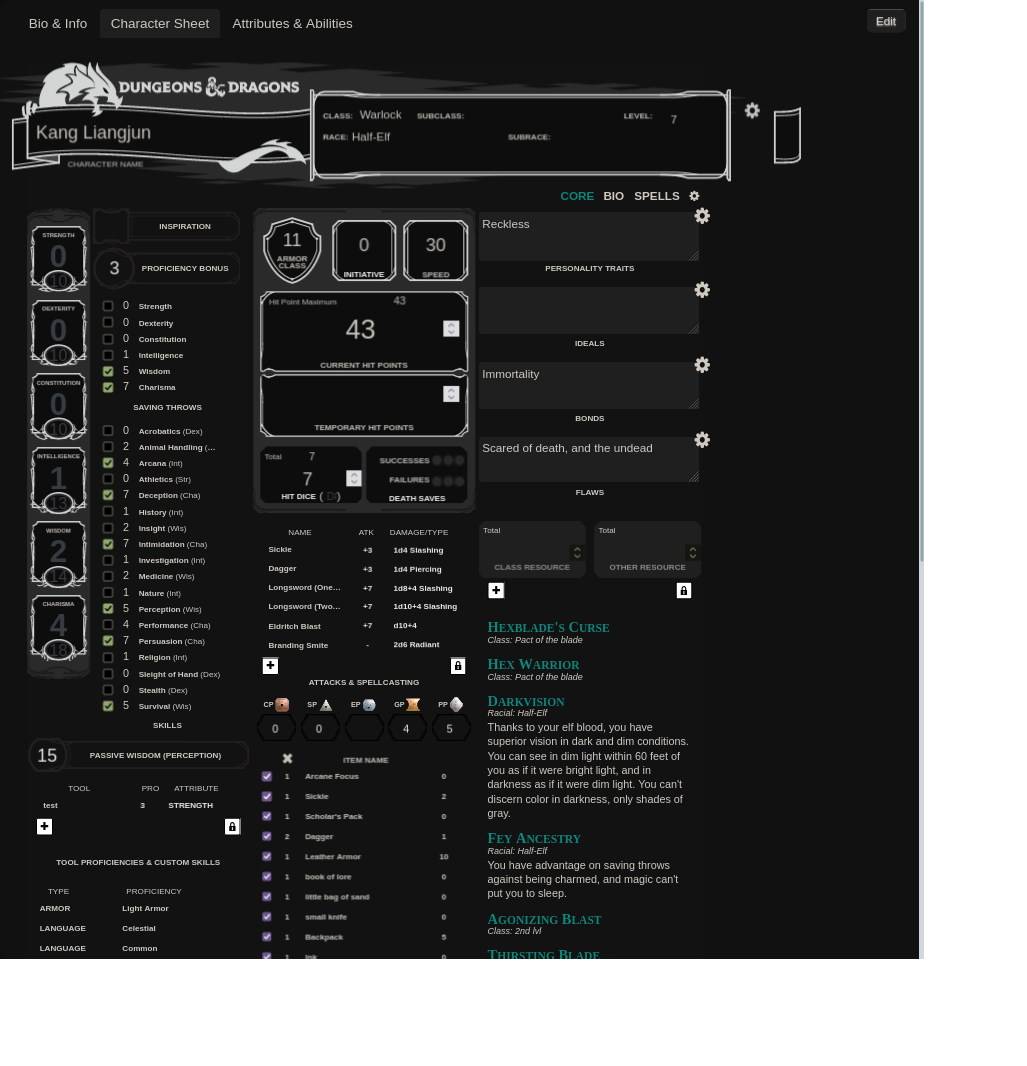 Bio & Info
Character Sheet
Attributes & Abilities
Edit
DUNGEONS & DRAGONS
Kang Liangjun
CHARACTER NAME
CLASS: Warlock SUBCLASS: LEVEL: 7
RACE: Half-Elf SUBRACE:
CORE BIO SPELLS
STRENGTH
0
10
DEXTERITY
0
10
CONSTITUTION
0
10
INTELLIGENCE
1
13
WISDOM
2
14
CHARISMA
4
18
INSPIRATION
3 PROFICIENCY BONUS
0 Strength
0 Dexterity
0 Constitution
1 Intelligence
5 Wisdom
7 Charisma
SAVING THROWS
0 Acrobatics (Dex)
2 Animal Handling (…
4 Arcana (Int)
0 Athletics (Str)
7 Deception (Cha)
1 History (Int)
2 Insight (Wis)
7 Intimidation (Cha)
1 Investigation (Int)
2 Medicine (Wis)
1 Nature (Int)
5 Perception (Wis)
4 Performance (Cha)
7 Persuasion (Cha)
1 Religion (Int)
0 Sleight of Hand (Dex)
0 Stealth (Dex)
5 Survival (Wis)
SKILLS
15 PASSIVE WISDOM (PERCEPTION)
TOOL PRO ATTRIBUTE
test 3 STRENGTH
TOOL PROFICIENCIES & CUSTOM SKILLS
TYPE PROFICIENCY
ARMOR Light Armor
LANGUAGE Celestial
LANGUAGE Common
11
ARMOR
CLASS
0
INITIATIVE
30
SPEED
Hit Point Maximum 43
43
CURRENT HIT POINTS
TEMPORARY HIT POINTS
Total 7
7
HIT DICE ( D)
SUCCESSES
FAILURES
DEATH SAVES
NAME ATK DAMAGE/TYPE
Sickle +3 1d4 Slashing
Dagger +3 1d4 Piercing
Longsword (One… +7 1d8+4 Slashing
Longsword (Two… +7 1d10+4 Slashing
Eldritch Blast +7 d10+4
Branding Smite - 2d6 Radiant
ATTACKS & SPELLCASTING
CP SP EP GP PP
0 0 4 5
ITEM NAME
1 Arcane Focus 0
1 Sickle 2
1 Scholar's Pack 0
2 Dagger 1
1 Leather Armor 10
1 book of lore 0
1 little bag of sand 0
1 small knife 0
1 Backpack 5
1 Ink 0
Reckless
PERSONALITY TRAITS
IDEALS
Immortality
BONDS
Scared of death, and the undead
FLAWS
Total
CLASS RESOURCE
Total
OTHER RESOURCE
HEXBLADE'S CURSE
Class: Pact of the blade
HEX WARRIOR
Class: Pact of the blade
DARKVISION
Racial: Half-Elf
Thanks to your elf blood, you have
superior vision in dark and dim conditions.
You can see in dim light within 60 feet of
you as if it were bright light, and in
darkness as if it were dim light. You can't
discern color in darkness, only shades of
gray.
FEY ANCESTRY
Racial: Half-Elf
You have advantage on saving throws
against being charmed, and magic can't
put you to sleep.
AGONIZING BLAST
Class: 2nd lvl
THIRSTING BLADE